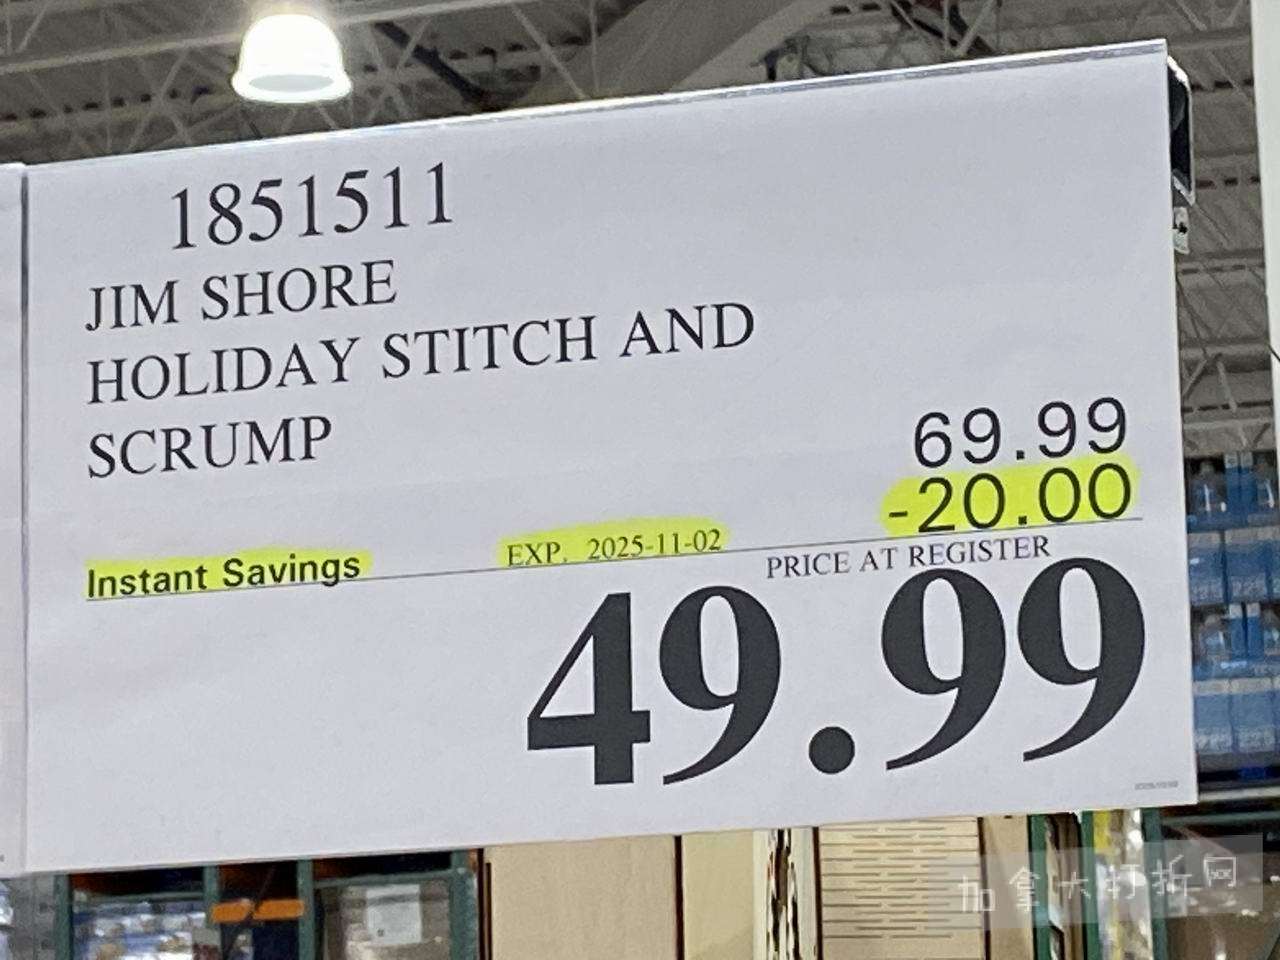 1851511
JIM SHORE
HOLIDAY STITCH AND
SCRUMP
69.99
-20.00
Instant Savings EXP. 2025-11-02
PRICE AT REGISTER
49.99
加拿大打折网